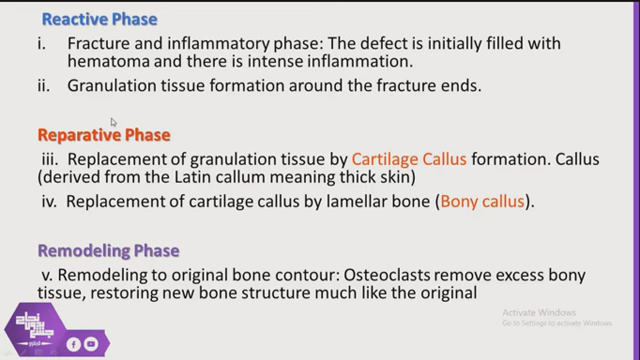 Reactive Phase
i. Fracture and inflammatory phase: The defect is initially filled with
hematoma and there is intense inflammation.
ii. Granulation tissue formation around the fracture ends.
Reparative Phase
iii. Replacement of granulation tissue by Cartilage Callus formation. Callus
(derived from the Latin callum meaning thick skin)
iv. Replacement of cartilage callus by lamellar bone (Bony callus).
Remodeling Phase
v. Remodeling to original bone contour: Osteoclasts remove excess bony
tissue, restoring new bone structure much like the original
Activate Windows
Go to Settings to activate Windows.